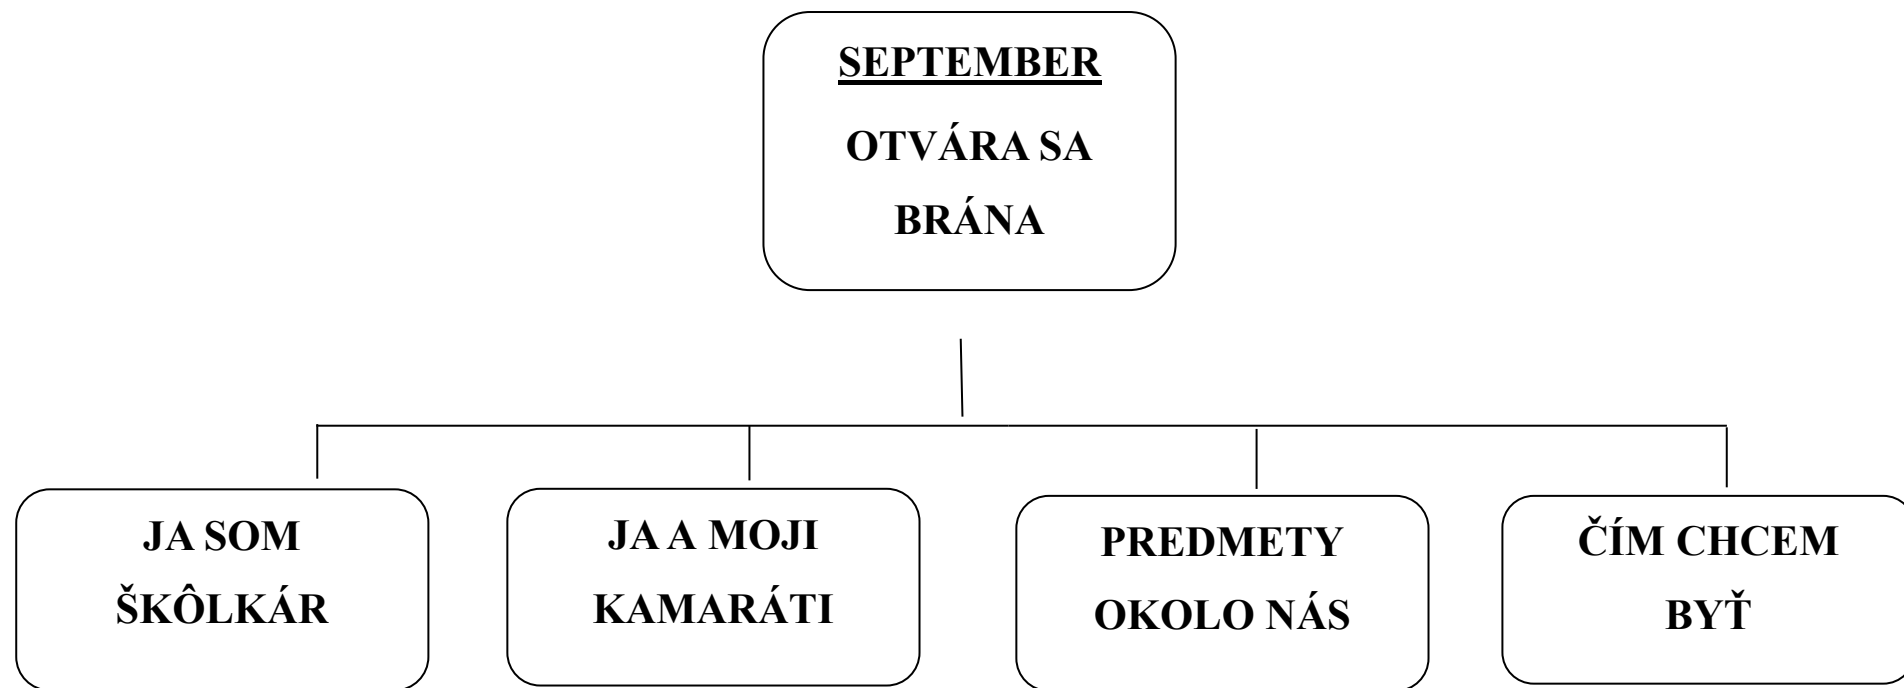 SEPTEMBER
OTVÁRA SA
BRÁNA
JA SOM
ŠKÔLKÁR
JA A MOJI
KAMARÁTI
PREDMETY
OKOLO NÁS
ČÍM CHCEM
BYŤ